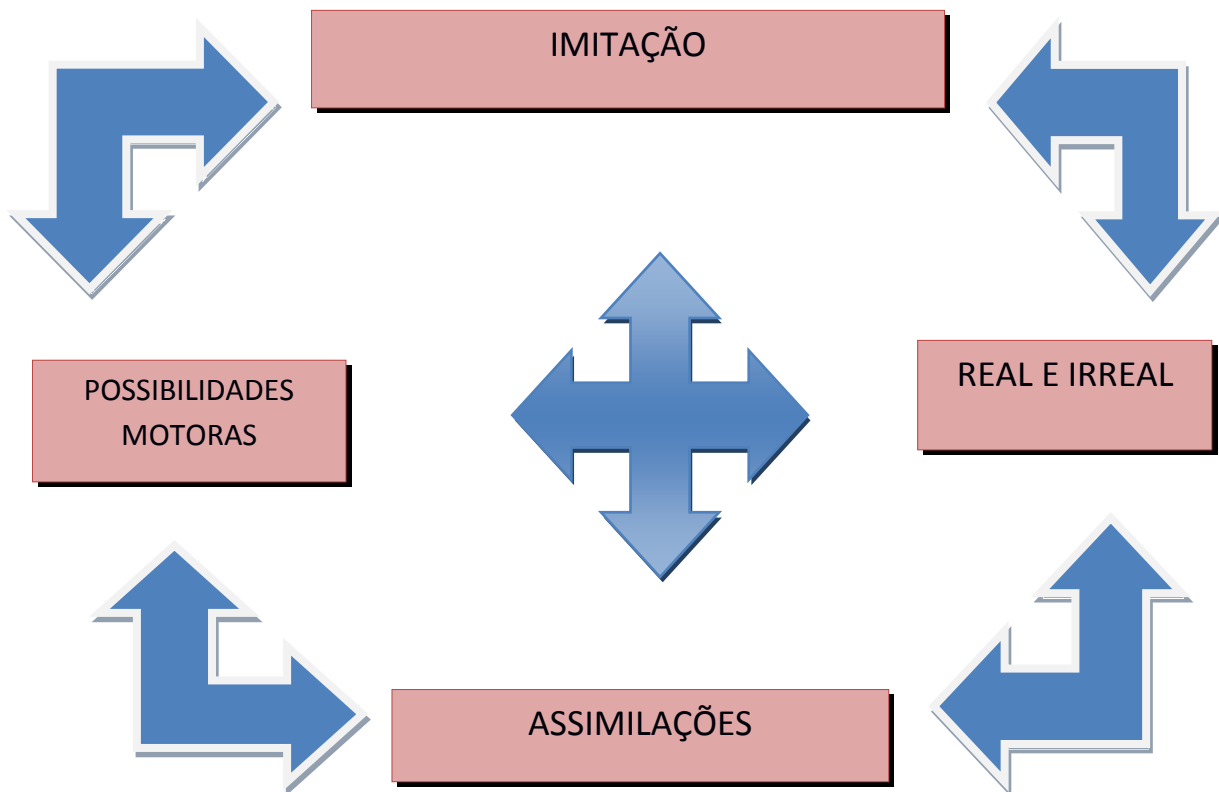 IMITAÇÃO
POSSIBILIDADES
MOTORAS
REAL E IRREAL
ASSIMILAÇÕES